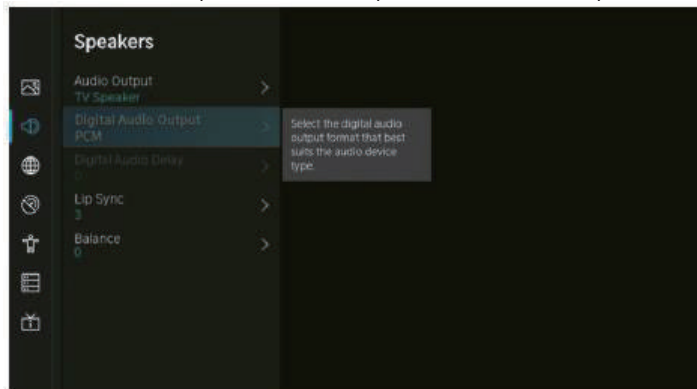 Speakers
Audio Output
TV Speaker
Digital Audio Output
PCM
Select the digital audio
output format that best
suits the audio device
type.
Digital Audio Delay
0
Lip Sync
3
Balance
0